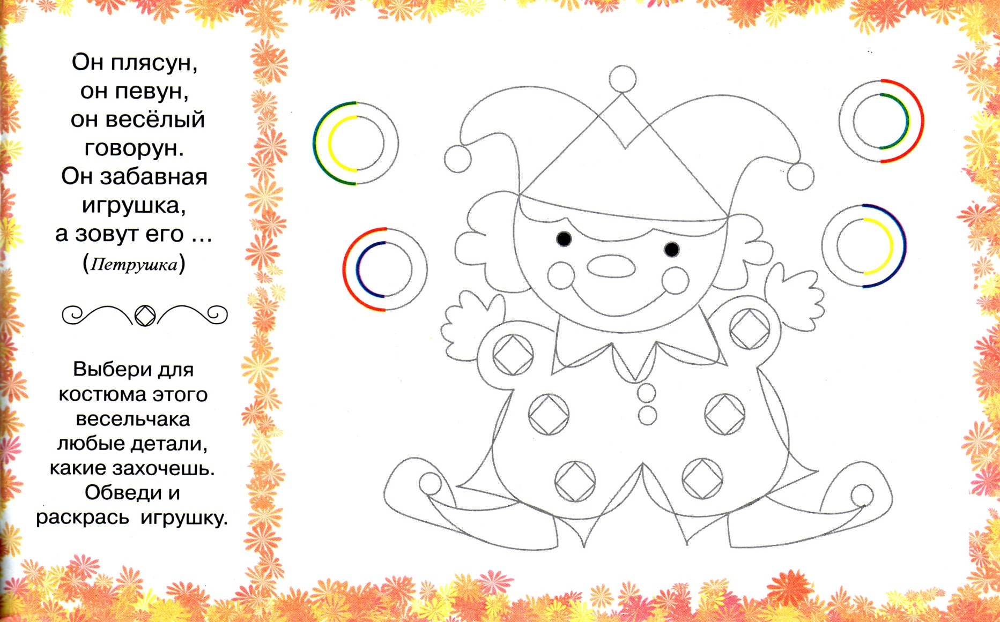 Он плясун,
он певун,
он весёлый
говорун.
Он забавная
игрушка,
а зовут его ...
(Петрушка)
Выбери для
костюма этого
весельчака
любые детали,
какие захочешь.
Обведи и
раскрась игрушку.